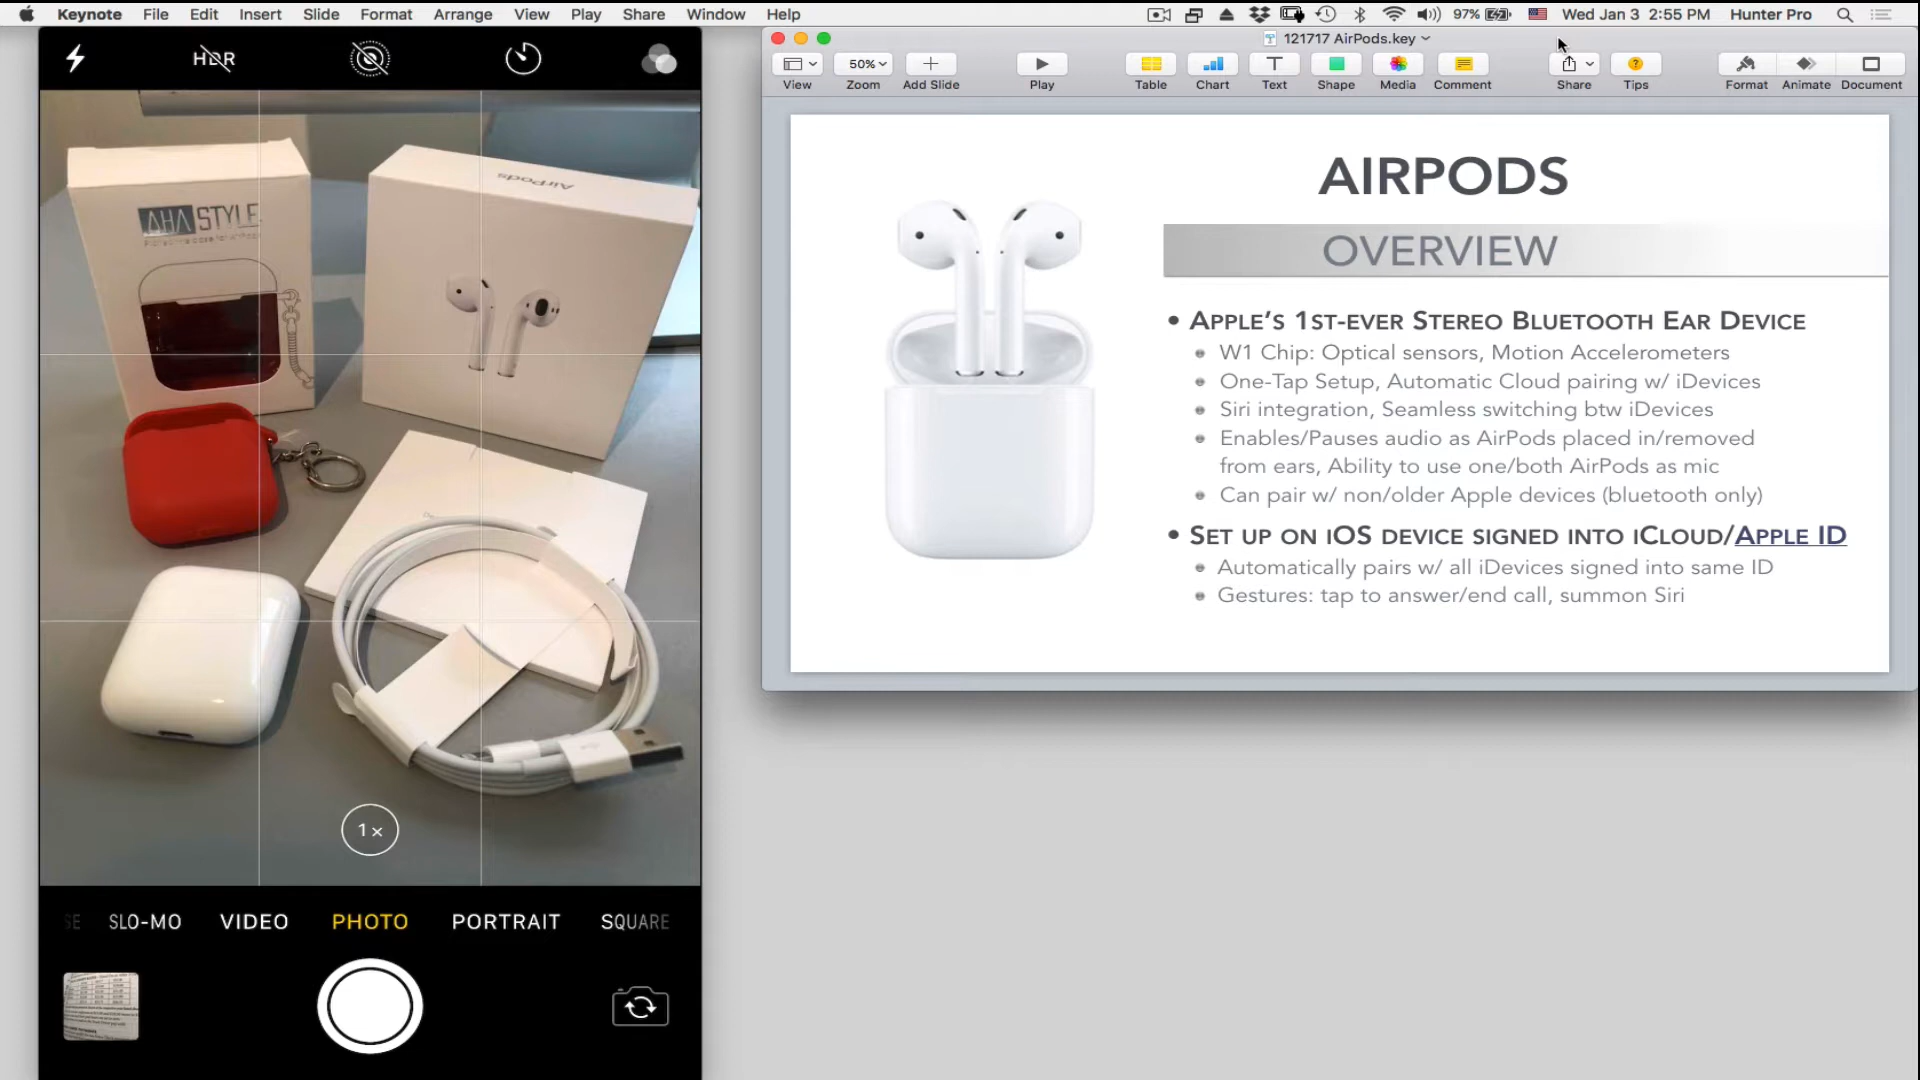 Keynote File Edit Insert Slide Format Arrange View Play Share Window Help 97% Wed Jan 3 2:55 PM Hunter Pro
HDR
AHA STYLE
AirPods
1×
SLO-MO VIDEO PHOTO PORTRAIT SQUARE
121717 AirPods.key
50%
View Zoom Add Slide Play Table Chart Text Shape Media Comment Share Tips Format Animate Document
AIRPODS
OVERVIEW
• APPLE'S 1ST-EVER STEREO BLUETOOTH EAR DEVICE
W1 Chip: Optical sensors, Motion Accelerometers
One-Tap Setup, Automatic Cloud pairing w/ iDevices
Siri integration, Seamless switching btw iDevices
Enables/Pauses audio as AirPods placed in/removed
from ears, Ability to use one/both AirPods as mic
Can pair w/ non/older Apple devices (bluetooth only)
• SET UP ON iOS DEVICE SIGNED INTO iCLOUD/APPLE ID
Automatically pairs w/ all iDevices signed into same ID
Gestures: tap to answer/end call, summon Siri